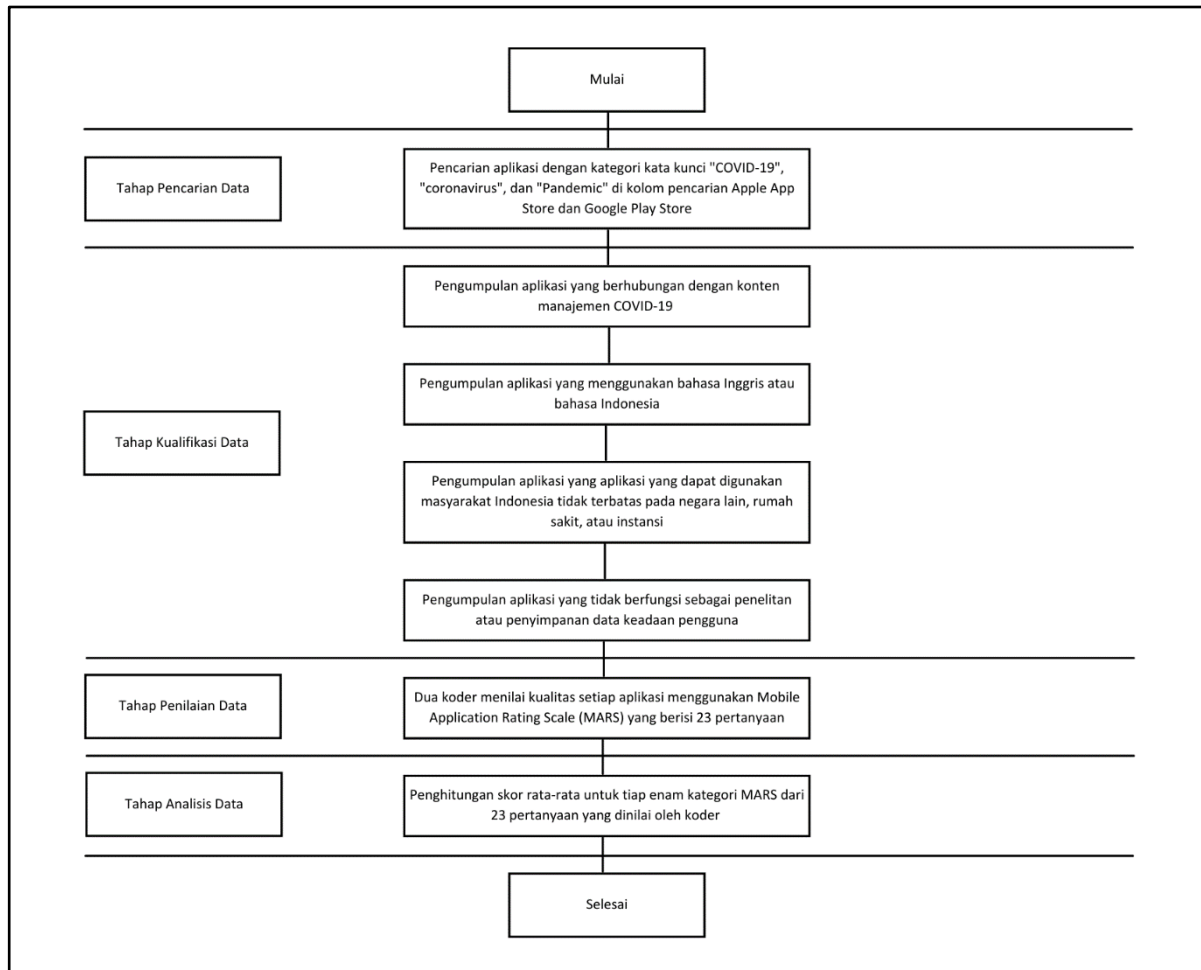 Mulai
Tahap Pencarian Data
Pencarian aplikasi dengan kategori kata kunci "COVID-19",
"coronavirus", dan "Pandemic" di kolom pencarian Apple App
Store dan Google Play Store
Pengumpulan aplikasi yang berhubungan dengan konten
manajemen COVID-19
Pengumpulan aplikasi yang menggunakan bahasa Inggris atau
bahasa Indonesia
Tahap Kualifikasi Data
Pengumpulan aplikasi yang aplikasi yang dapat digunakan
masyarakat Indonesia tidak terbatas pada negara lain, rumah
sakit, atau instansi
Pengumpulan aplikasi yang tidak berfungsi sebagai penelitan
atau penyimpanan data keadaan pengguna
Tahap Penilaian Data
Dua koder menilai kualitas setiap aplikasi menggunakan Mobile
Application Rating Scale (MARS) yang berisi 23 pertanyaan
Tahap Analisis Data
Penghitungan skor rata-rata untuk tiap enam kategori MARS dari
23 pertanyaan yang dinilai oleh koder
Selesai